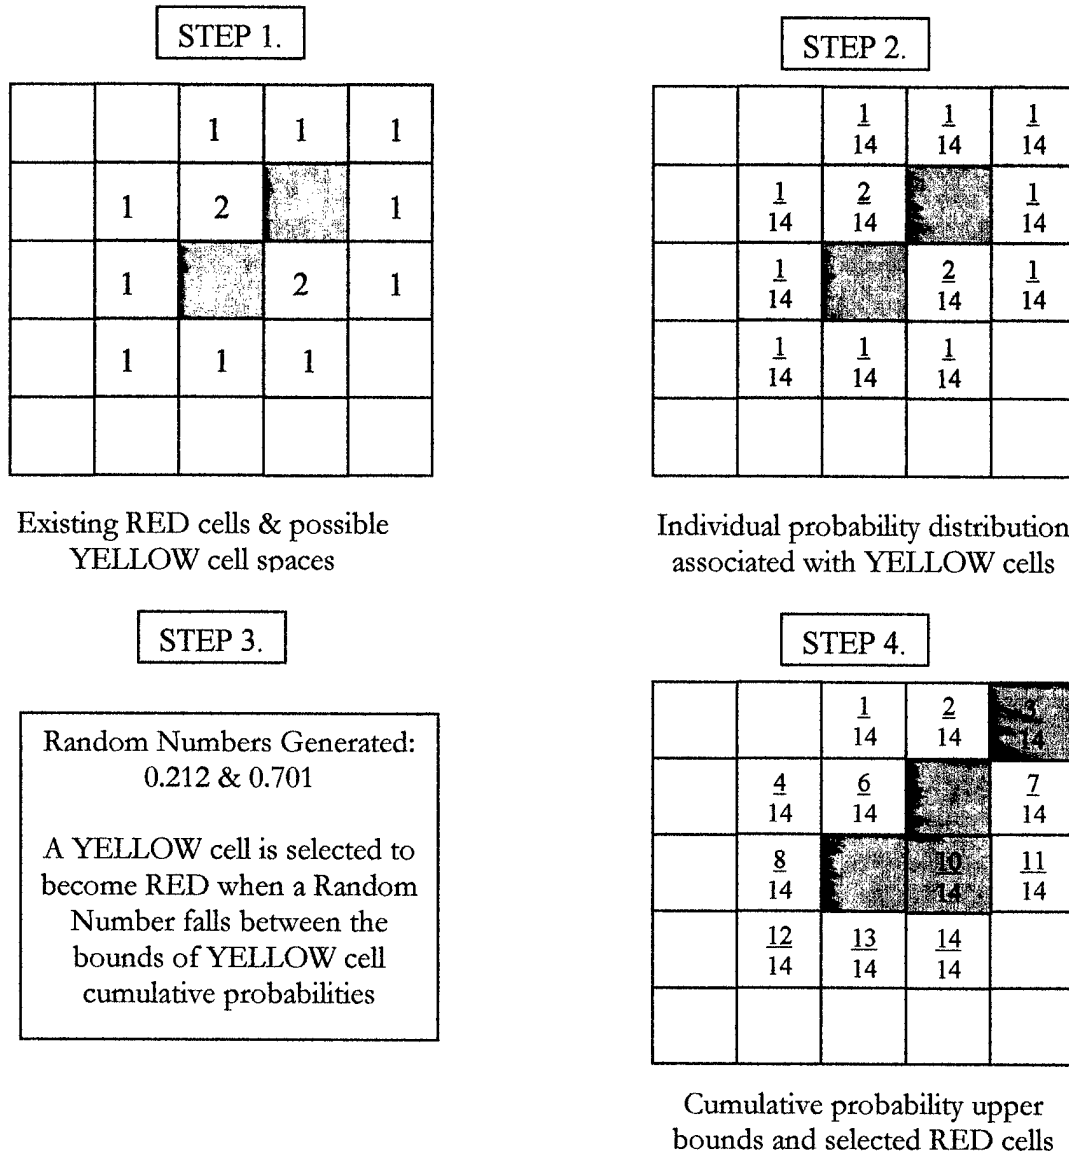 STEP 1.
1 1 1
1 2 1
1 2 1
1 1 1
Existing RED cells & possible
YELLOW cell spaces
STEP 2.
1 1 1
14 14 14
1 2 1
14 14 14
1 2 1
14 14 14
1 1 1
14 14 14
Individual probability distribution
associated with YELLOW cells
STEP 3.
Random Numbers Generated:
0.212 & 0.701
A YELLOW cell is selected to
become RED when a Random
Number falls between the
bounds of YELLOW cell
cumulative probabilities
STEP 4.
1 2 3
14 14 14
4 6 7
14 14 14
8 10 11
14 14 14
12 13 14
14 14 14
Cumulative probability upper
bounds and selected RED cells